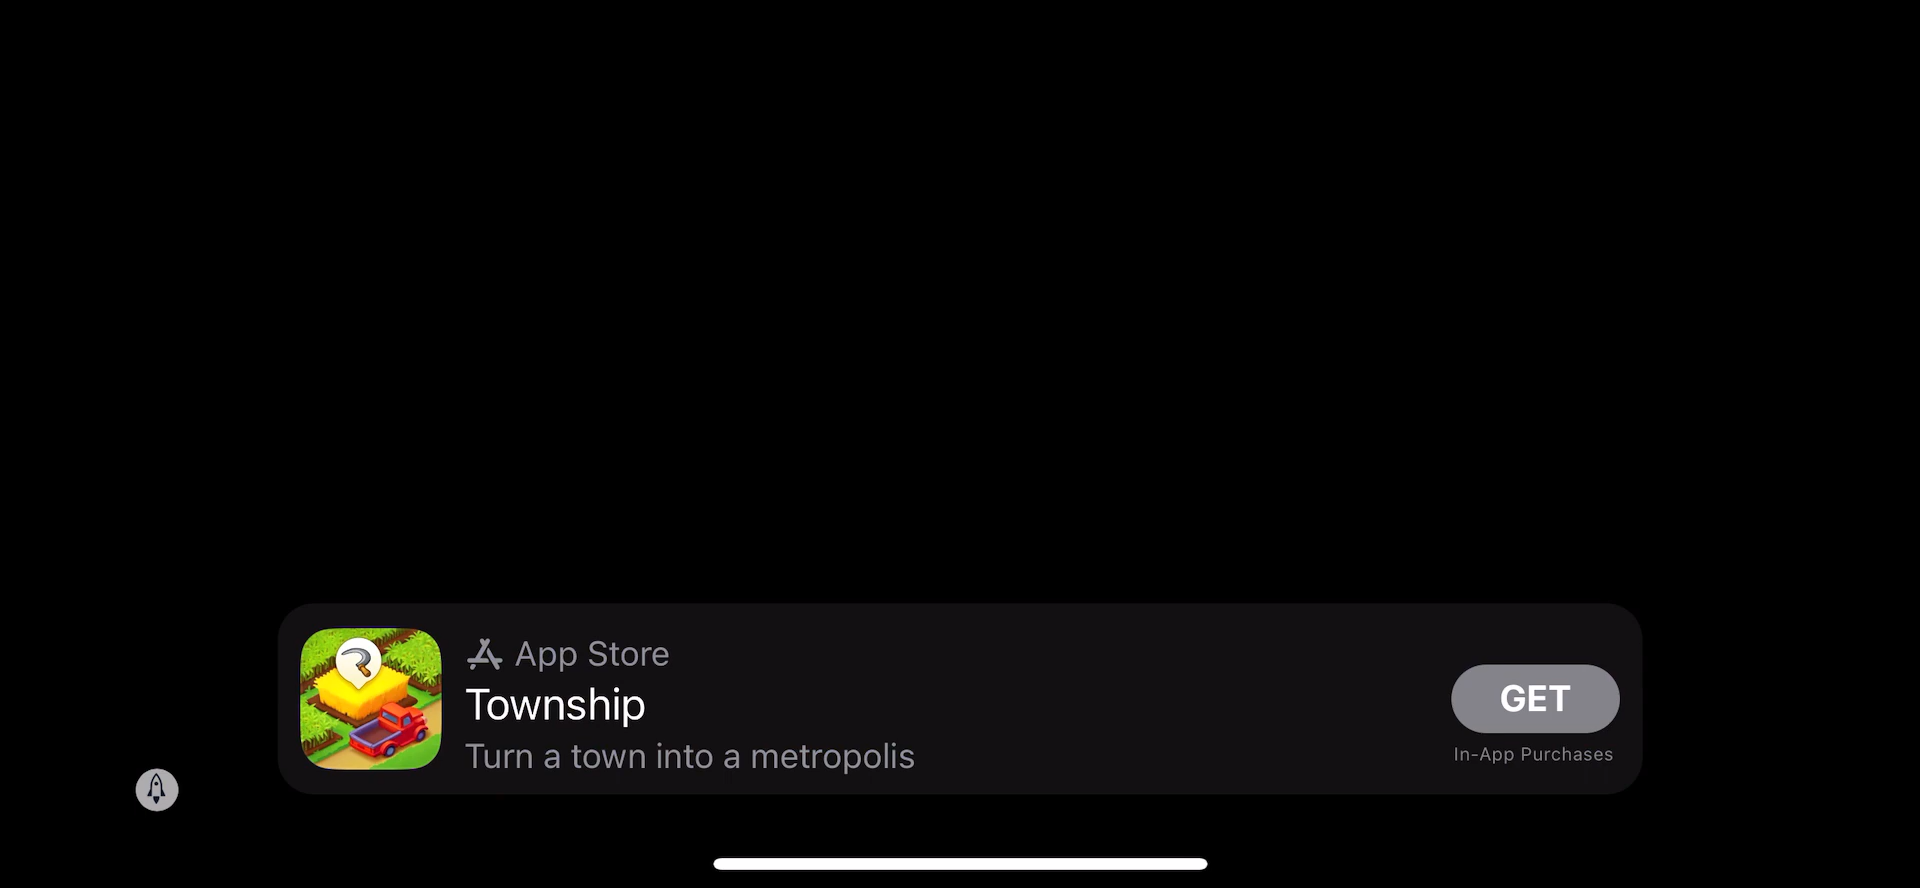 App Store
Township
Turn a town into a metropolis
GET
In-App Purchases